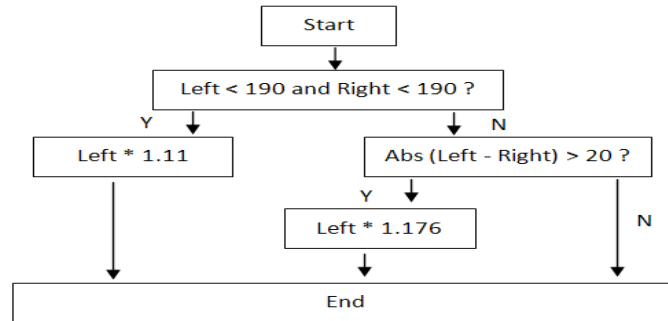 Start
Left < 190 and Right < 190 ?
Y
N
Left * 1.11
Abs (Left - Right) > 20 ?
Y
N
Left * 1.176
End